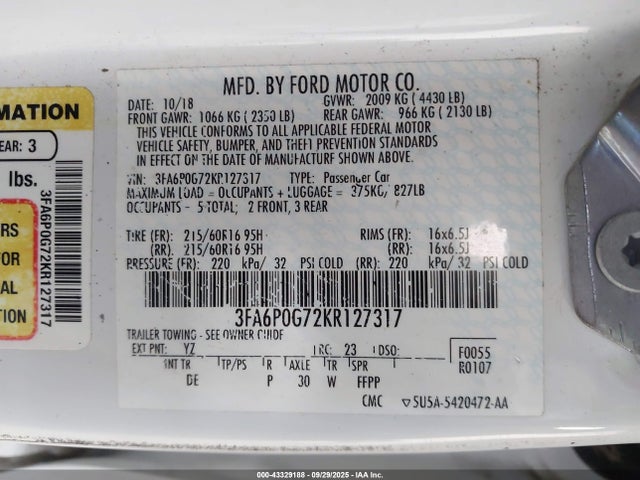 MFD. BY FORD MOTOR CO.
DATE: 10/18 GVWR: 2009 KG ( 4430 LB)
FRONT GAWR: 1066 KG ( 2350 LB) REAR GAWR: 966 KG ( 2130 LB)
THIS VEHICLE CONFORMS TO ALL APPLICABLE FEDERAL MOTOR
VEHICLE SAFETY, BUMPER, AND THEFT PREVENTION STANDARDS
IN EFFECT ON THE DATE OF MANUFACTURE SHOWN ABOVE.
VIN: 3FA6P0G72KR127317 TYPE: Passenger Car
MAXIMUM LOAD = OCCUPANTS + LUGGAGE = 375KG/ 827LB
OCCUPANTS - 5 TOTAL; 2 FRONT, 3 REAR
TIRE (FR): 215/60R16 95H RIMS (FR): 16x6.5J
(RR): 215/60R16 95H (RR): 16x6.5J
PRESSURE (FR): 220 kPa/ 32 PSI COLD (RR): 220 kPa/ 32 PSI COLD
3FA6P0G72KR127317
TRAILER TOWING - SEE OWNER GUIDE
EXT PNT: YZ RC: 23 DSO:
INT TR TP/PS R AXLE TR SPR
DE P 30 W FFPP
F0055
R0107
CMC ▽SU5A-5420472-AA
MATION
EAR: 3
lbs.
RS
TOR
AL
ION
3FA6P0G72KR127317
000-43329188 - 09/29/2025 - IAA Inc.